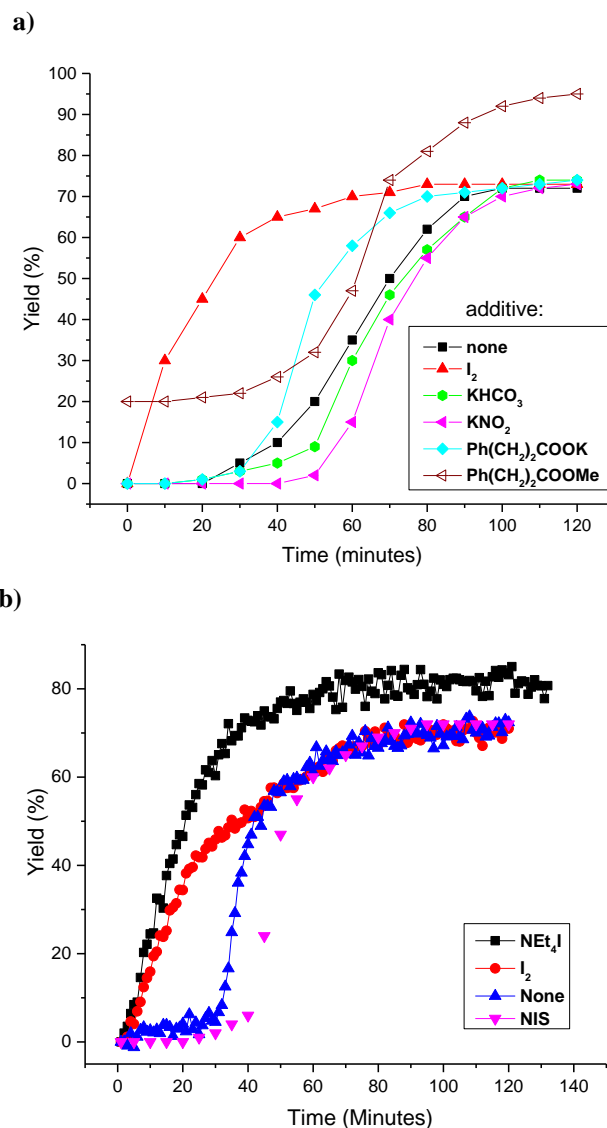 a)
100
90
80
70
60
50
40
30
20
10
0
Yield (%)
additive:
none
I₂
KHCO₃
KNO₂
Ph(CH₂)₂COOK
Ph(CH₂)₂COOMe
0 20 40 60 80 100 120
Time (minutes)
b)
80
60
40
20
0
Yield (%)
NEt₄I
I₂
None
NIS
0 20 40 60 80 100 120 140
Time (Minutes)